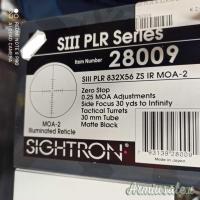 SIII PLR Series
Item Number
28009
SIII PLR 832X56 ZS IR MOA-2
Zero Stop
0.25 MOA Adjustments
Side Focus 30 yds to Infinity
Tactical Turrets
30 mm Tube
Matte Black
MOA-2
Illuminated Reticle
SIGHTRON
Made in Japan
Armiusate.it